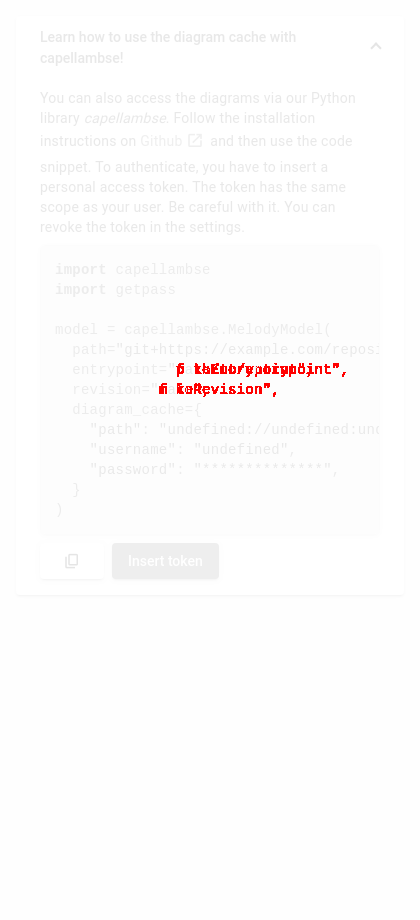 Learn how to use the diagram cache with
capellambse!
You can also access the diagrams via our Python
library capellambse. Follow the installation
instructions on Github and then use the code
snippet. To authenticate, you have to insert a
personal access token. The token has the same
scope as your user. Be careful with it. You can
revoke the token in the settings.
import capellambse
import getpass
model = capellambse.MelodyModel(
path="git+https://example.com/reposi
entrypoint=
revision=
diagram_cache={
"path": "undefined://undefined:und
"username": "undefined",
"password": "**************",
}
)
Insert token